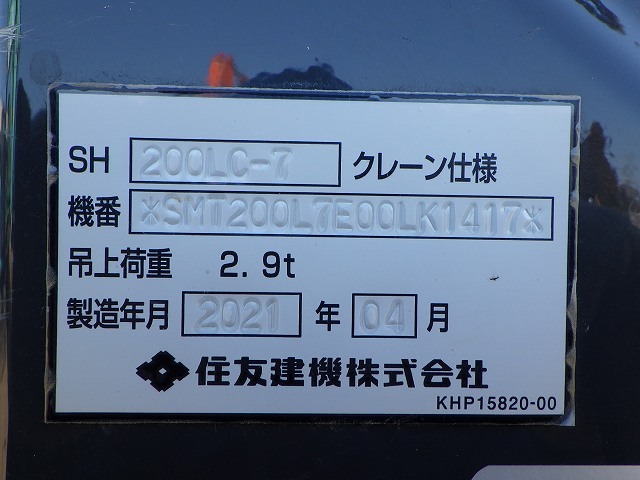 SH 200LC-7 クレーン仕様
機番 *SMT200L7E00LK1417*
吊上荷重 2.9t
製造年月 2021 年 04 月
住友建機株式会社
KHP15820-00